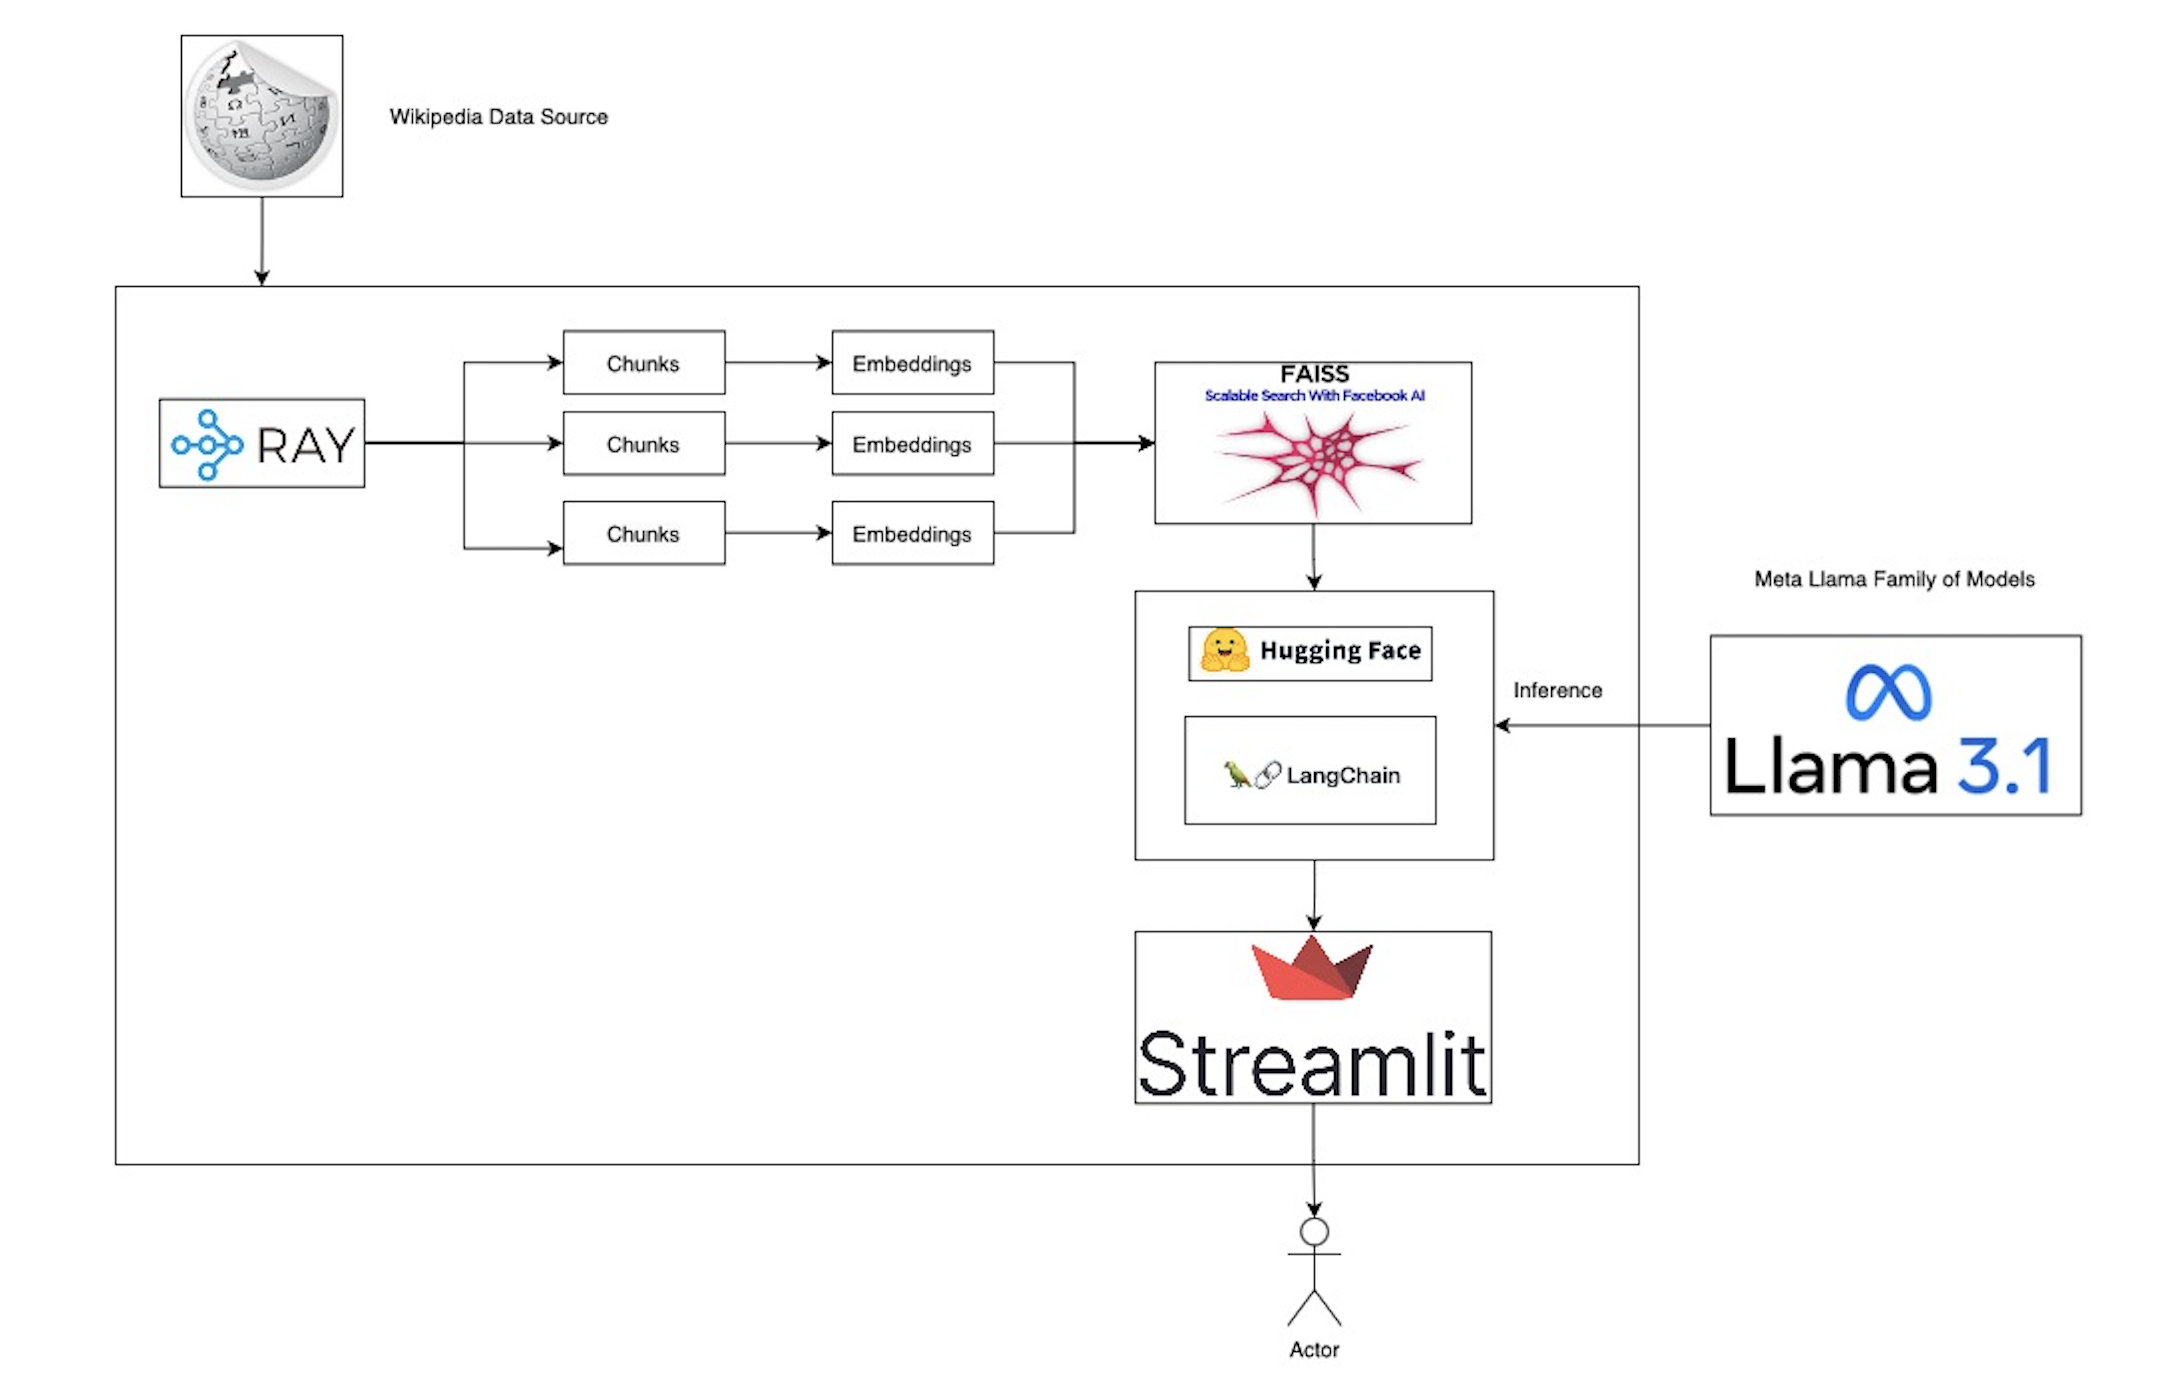 Wikipedia Data Source
RAY
Chunks
Embeddings
Chunks
Embeddings
Chunks
Embeddings
FAISS
Scalable Search With Facebook AI
Hugging Face
LangChain
Inference
Meta Llama Family of Models
Llama 3.1
Streamlit
Actor